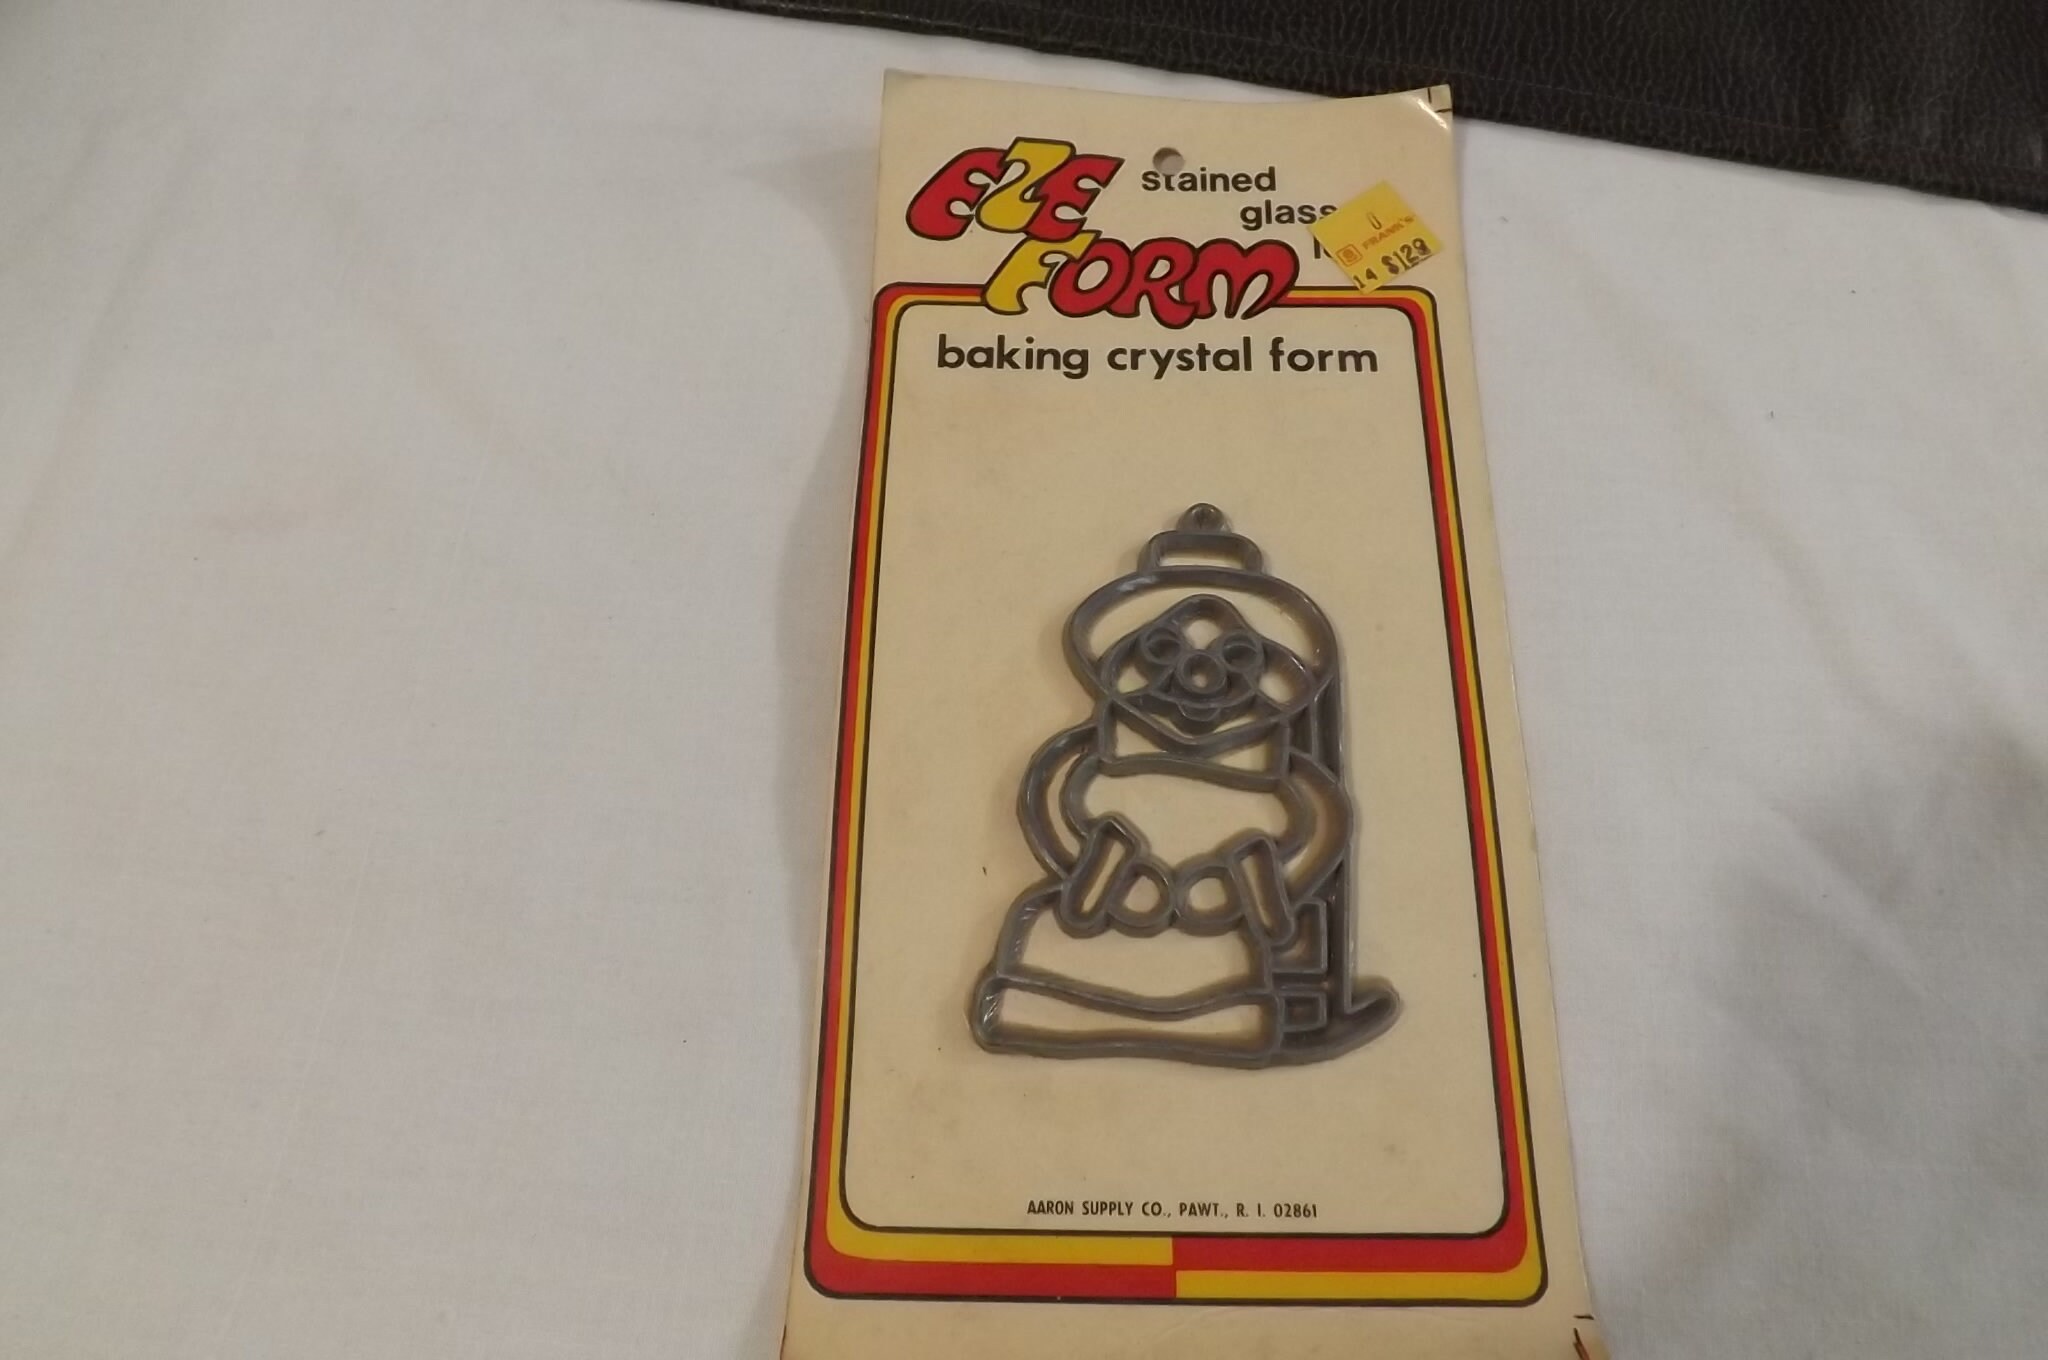 EZE
FORM
stained
glass
FRANK'S
14 $129
baking crystal form
AARON SUPPLY CO., PAWT., R. I. 02861